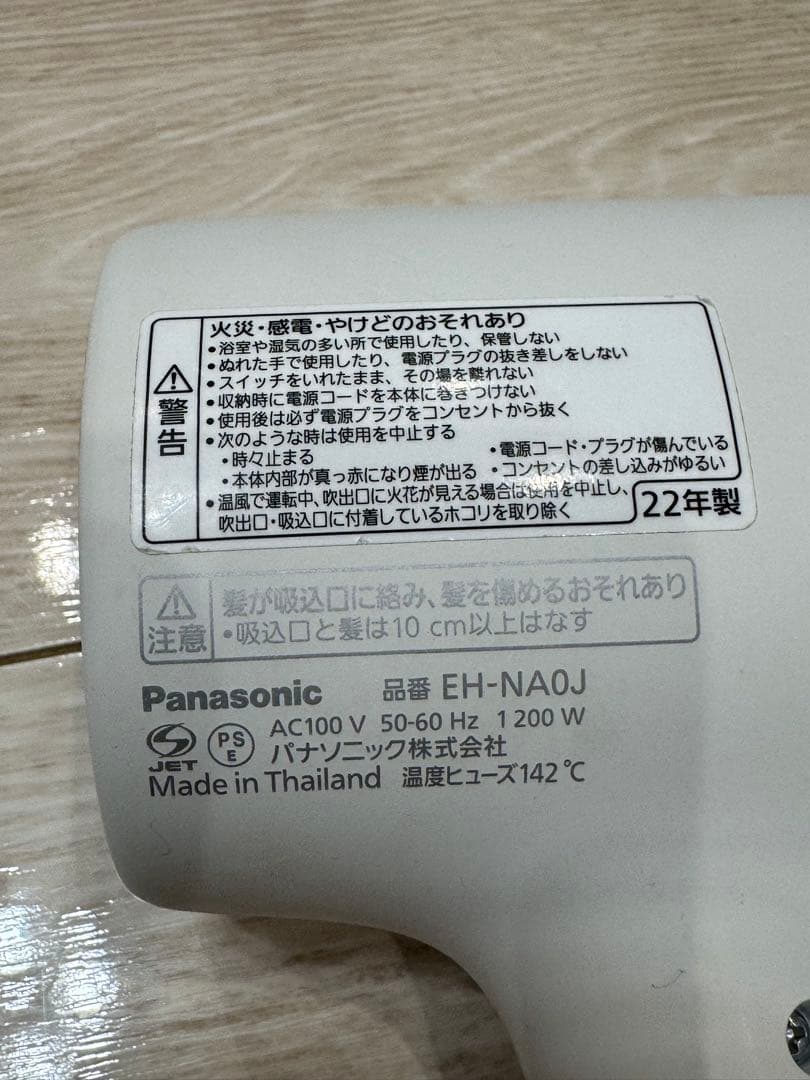 警告
火災・感電・やけどのおそれあり
•浴室や湿気の多い所で使用したり、保管しない
•ぬれた手で使用したり、電源プラグの抜き差しをしない
•スイッチをいれたまま、その場を離れない
•収納時に電源コードを本体に巻きつけない
•使用後は必ず電源プラグをコンセントから抜く
•次のような時は使用を中止する
・時々止まる
・電源コード・プラグが傷んでいる
・本体内部が真っ赤になり煙が出る
・コンセントの差し込みがゆるい
•温風で運転中、吹出口に火花が見える場合は使用を中止し、
吹出口・吸込口に付着しているホコリを取り除く
22年製
注意
髪が吸込口に絡み、髪を傷めるおそれあり
•吸込口と髪は10 cm以上はなす
Panasonic 品番 EH-NA0J
JET PS E AC100 V 50-60 Hz 1 200 W
パナソニック株式会社
Made in Thailand 温度ヒューズ142 ℃